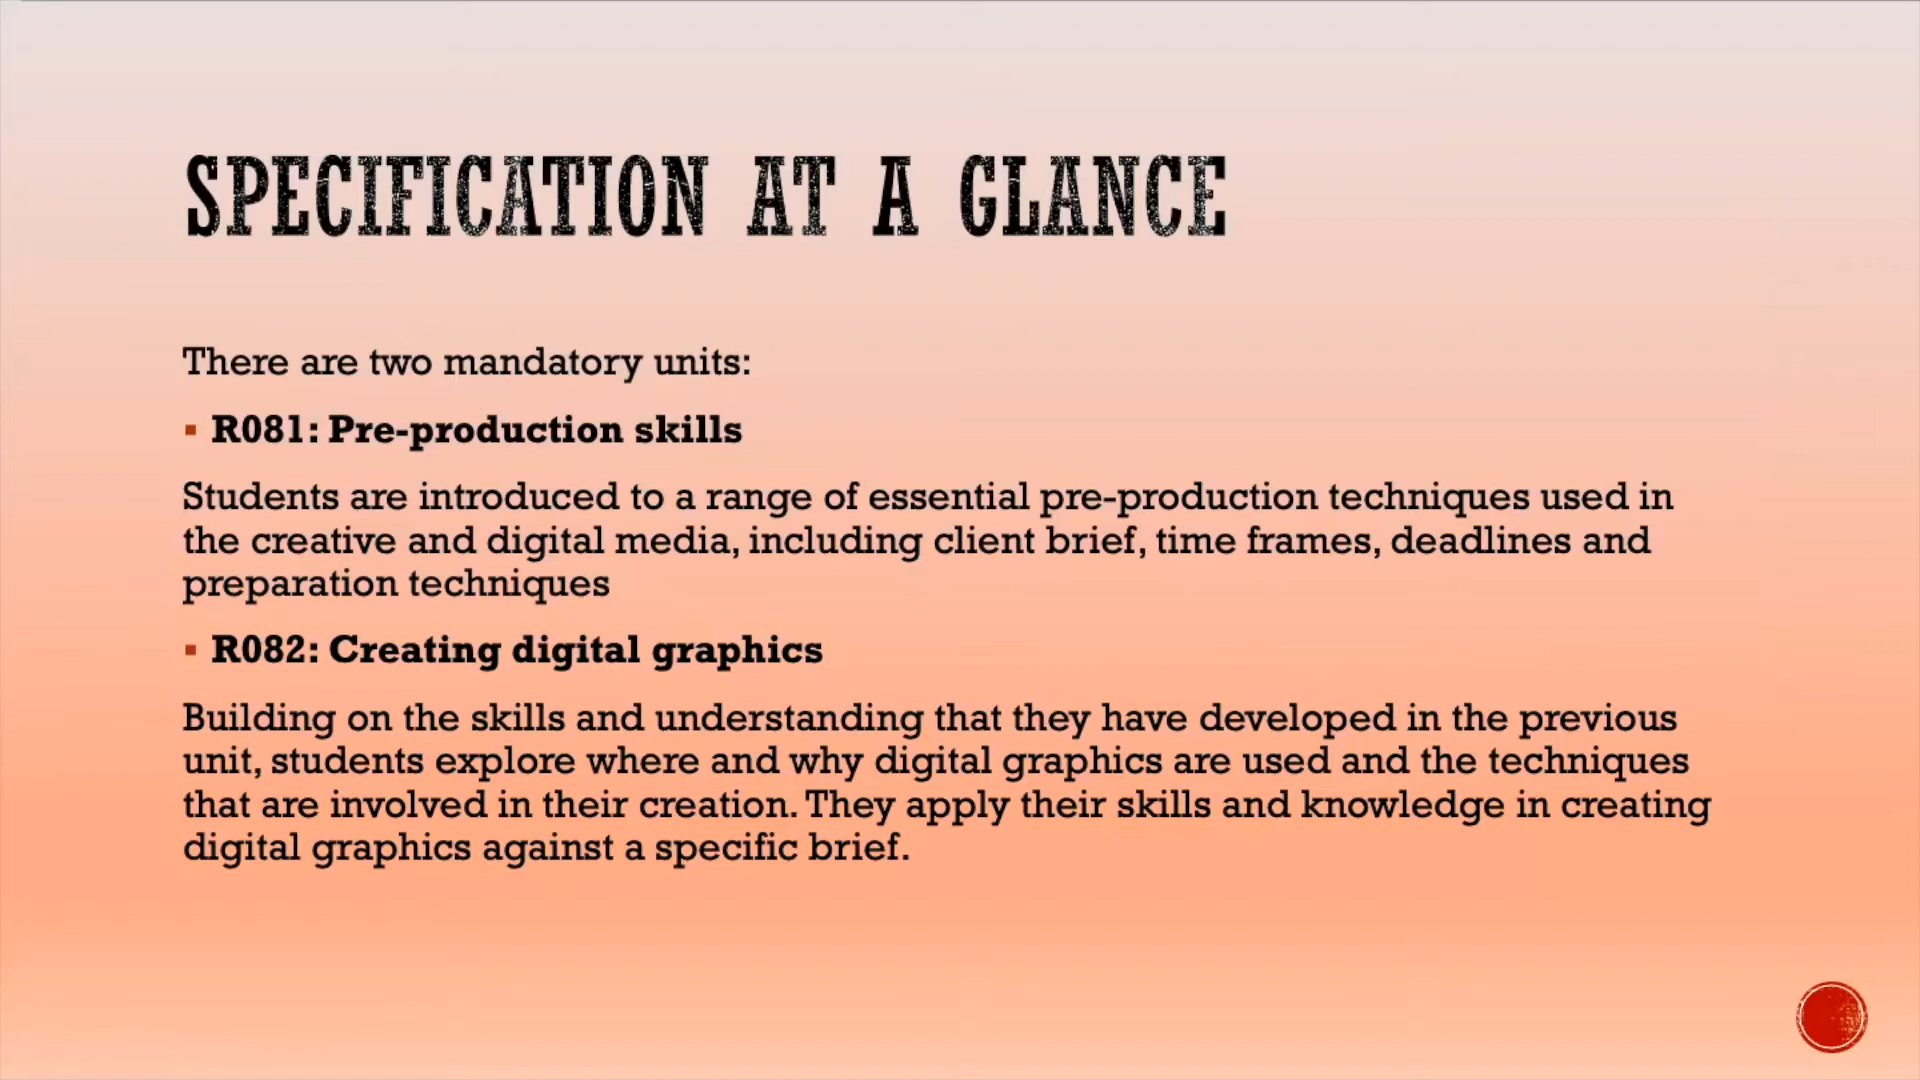 SPECIFICATION AT A GLANCE
There are two mandatory units:
▪ R081: Pre-production skills
Students are introduced to a range of essential pre-production techniques used in
the creative and digital media, including client brief, time frames, deadlines and
preparation techniques
▪ R082: Creating digital graphics
Building on the skills and understanding that they have developed in the previous
unit, students explore where and why digital graphics are used and the techniques
that are involved in their creation. They apply their skills and knowledge in creating
digital graphics against a specific brief.